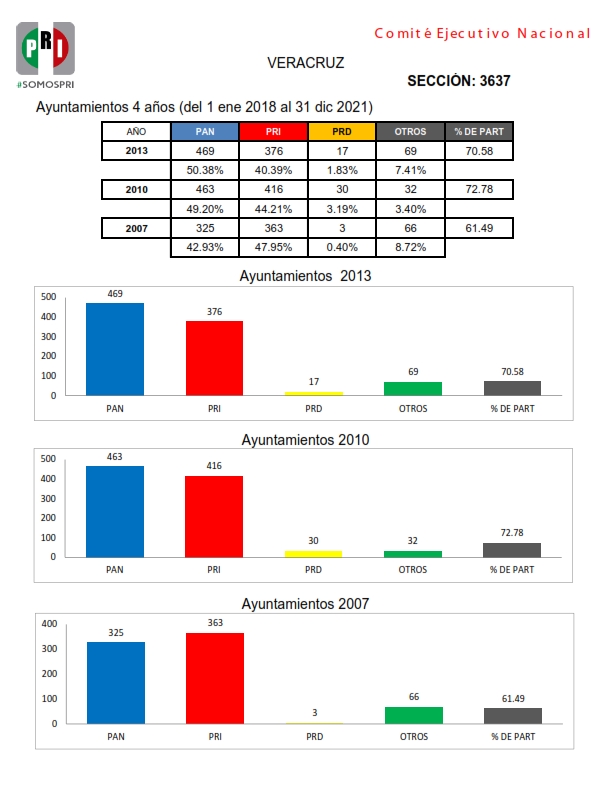 Comité Ejecutivo Nacional
PRI
#SOMOSPRI
VERACRUZ
SECCIÓN: 3637
Ayuntamientos 4 años (del 1 ene 2018 al 31 dic 2021)
AÑO PAN PRI PRD OTROS % DE PART
2013 469 376 17 69 70.58
50.38% 40.39% 1.83% 7.41%
2010 463 416 30 32 72.78
49.20% 44.21% 3.19% 3.40%
2007 325 363 3 66 61.49
42.93% 47.95% 0.40% 8.72%
Ayuntamientos 2013
500
400
300
200
100
0
469 376 17 69 70.58
PAN PRI PRD OTROS % DE PART
Ayuntamientos 2010
500
400
300
200
100
0
463 416 30 32 72.78
PAN PRI PRD OTROS % DE PART
Ayuntamientos 2007
400
300
200
100
0
325 363 3 66 61.49
PAN PRI PRD OTROS % DE PART